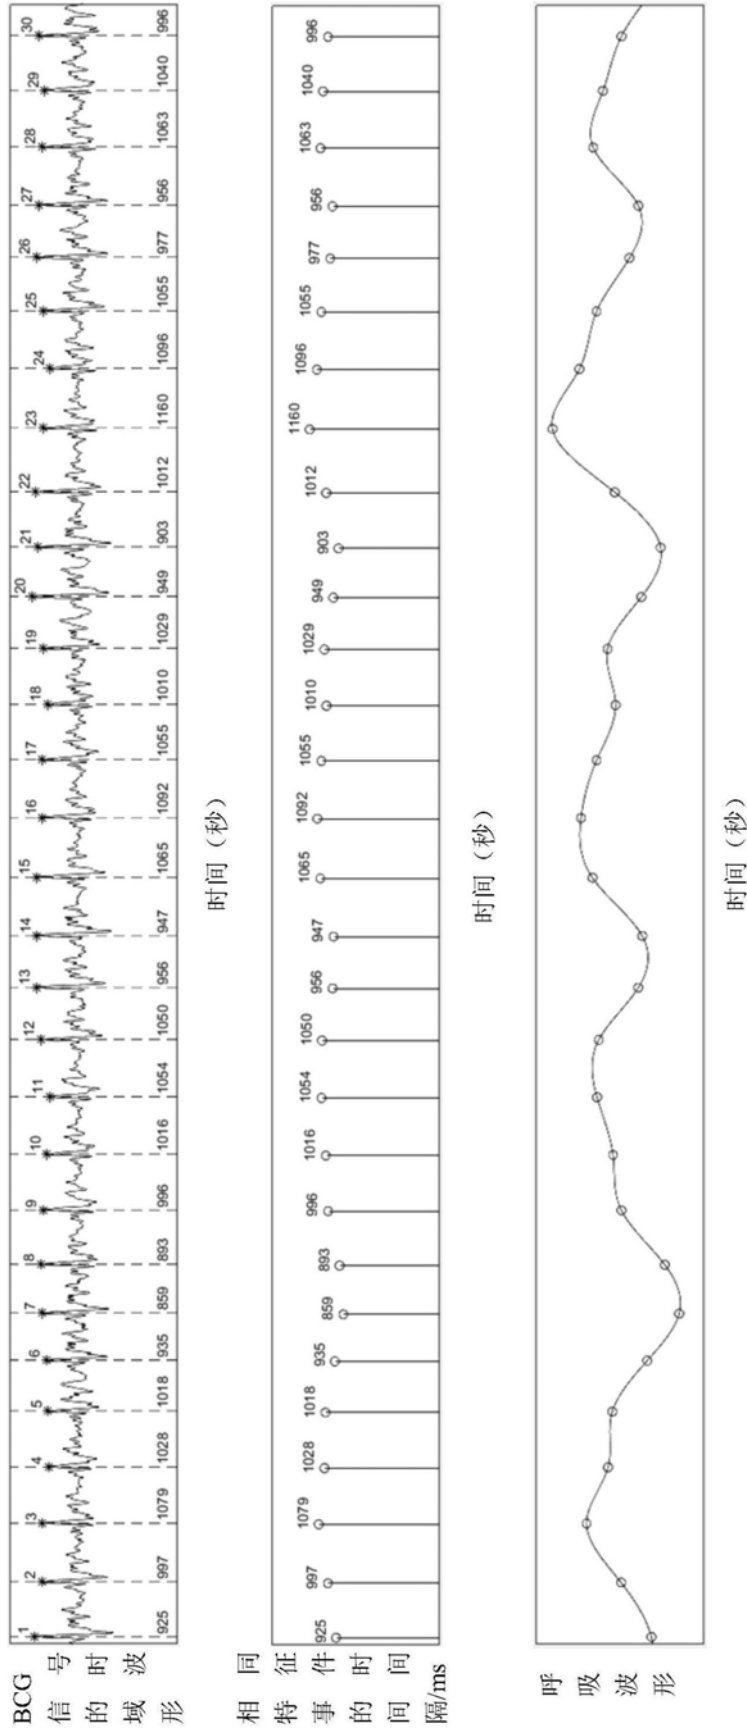 BCG
信 号
的 时
域 波
形
1 2 3 4 5 6 7 8 9 10 11 12 13 14 15 16 17 18 19 20 21 22 23 24 25 26 27 28 29 30
925 997 1079 1028 1018 935 859 893 996 1016 1054 1050 956 947 1065 1092 1055 1010 1029 949 903 1012 1160 1096 1055 977 956 1063 1040 996
时间（秒）
相 同
特 征
事 件
的 时
间 间
隔/ms
925 997 1079 1028 1018 935 859 893 996 1016 1054 1050 956 947 1065 1092 1055 1010 1029 949 903 1012 1160 1096 1055 977 956 1063 1040 996
时间（秒）
呼
吸
波
形
时间（秒）